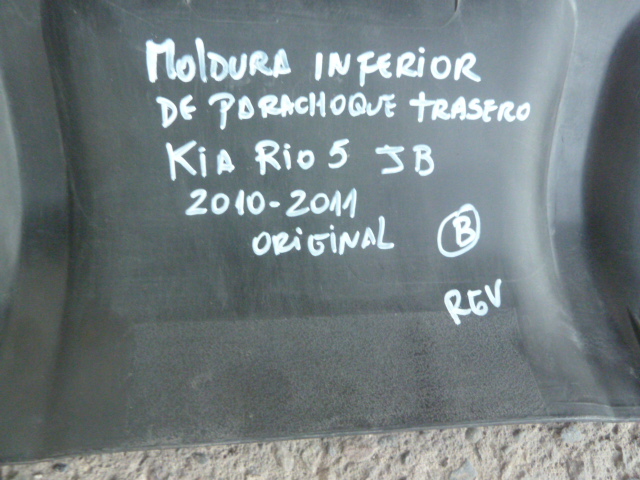 MOLDURA INFERIOR
DE PARACHOQUE TRASERO
KIA RIO 5 JB
2010-2011
ORIGINAL B
REV